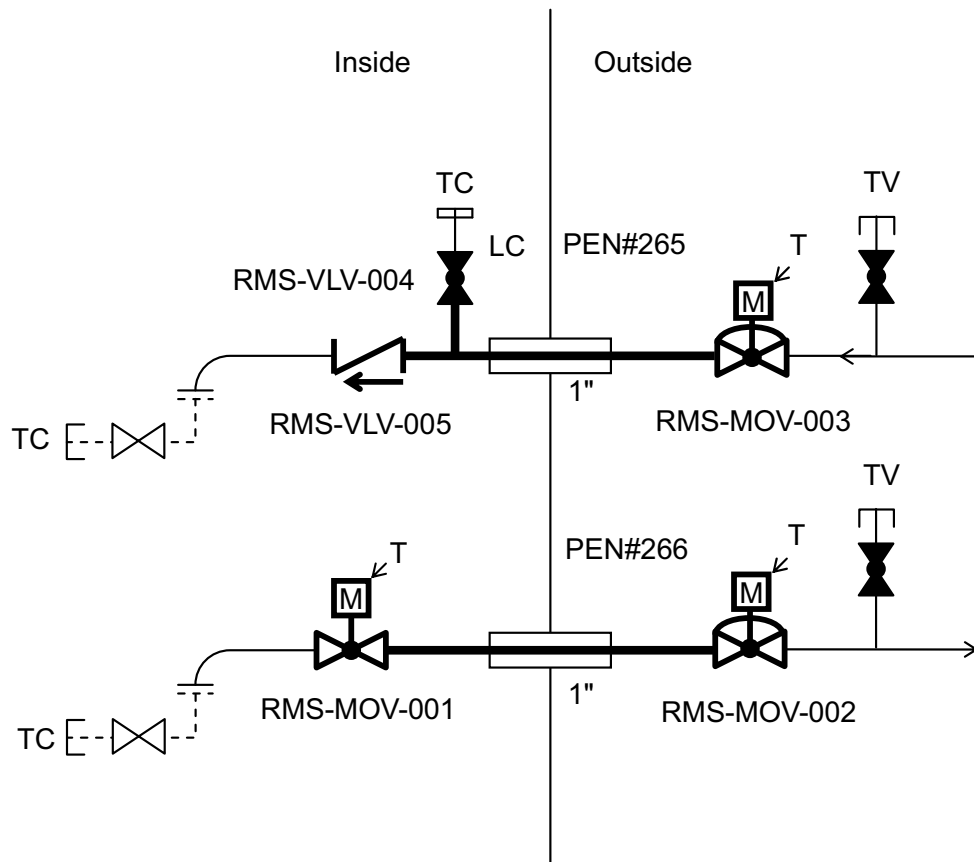 Inside
Outside
TC
TV
LC
PEN#265
T
RMS-VLV-004
M
1"
RMS-VLV-005
RMS-MOV-003
TC
TV
PEN#266
T
T
M
M
1"
RMS-MOV-001
RMS-MOV-002
TC